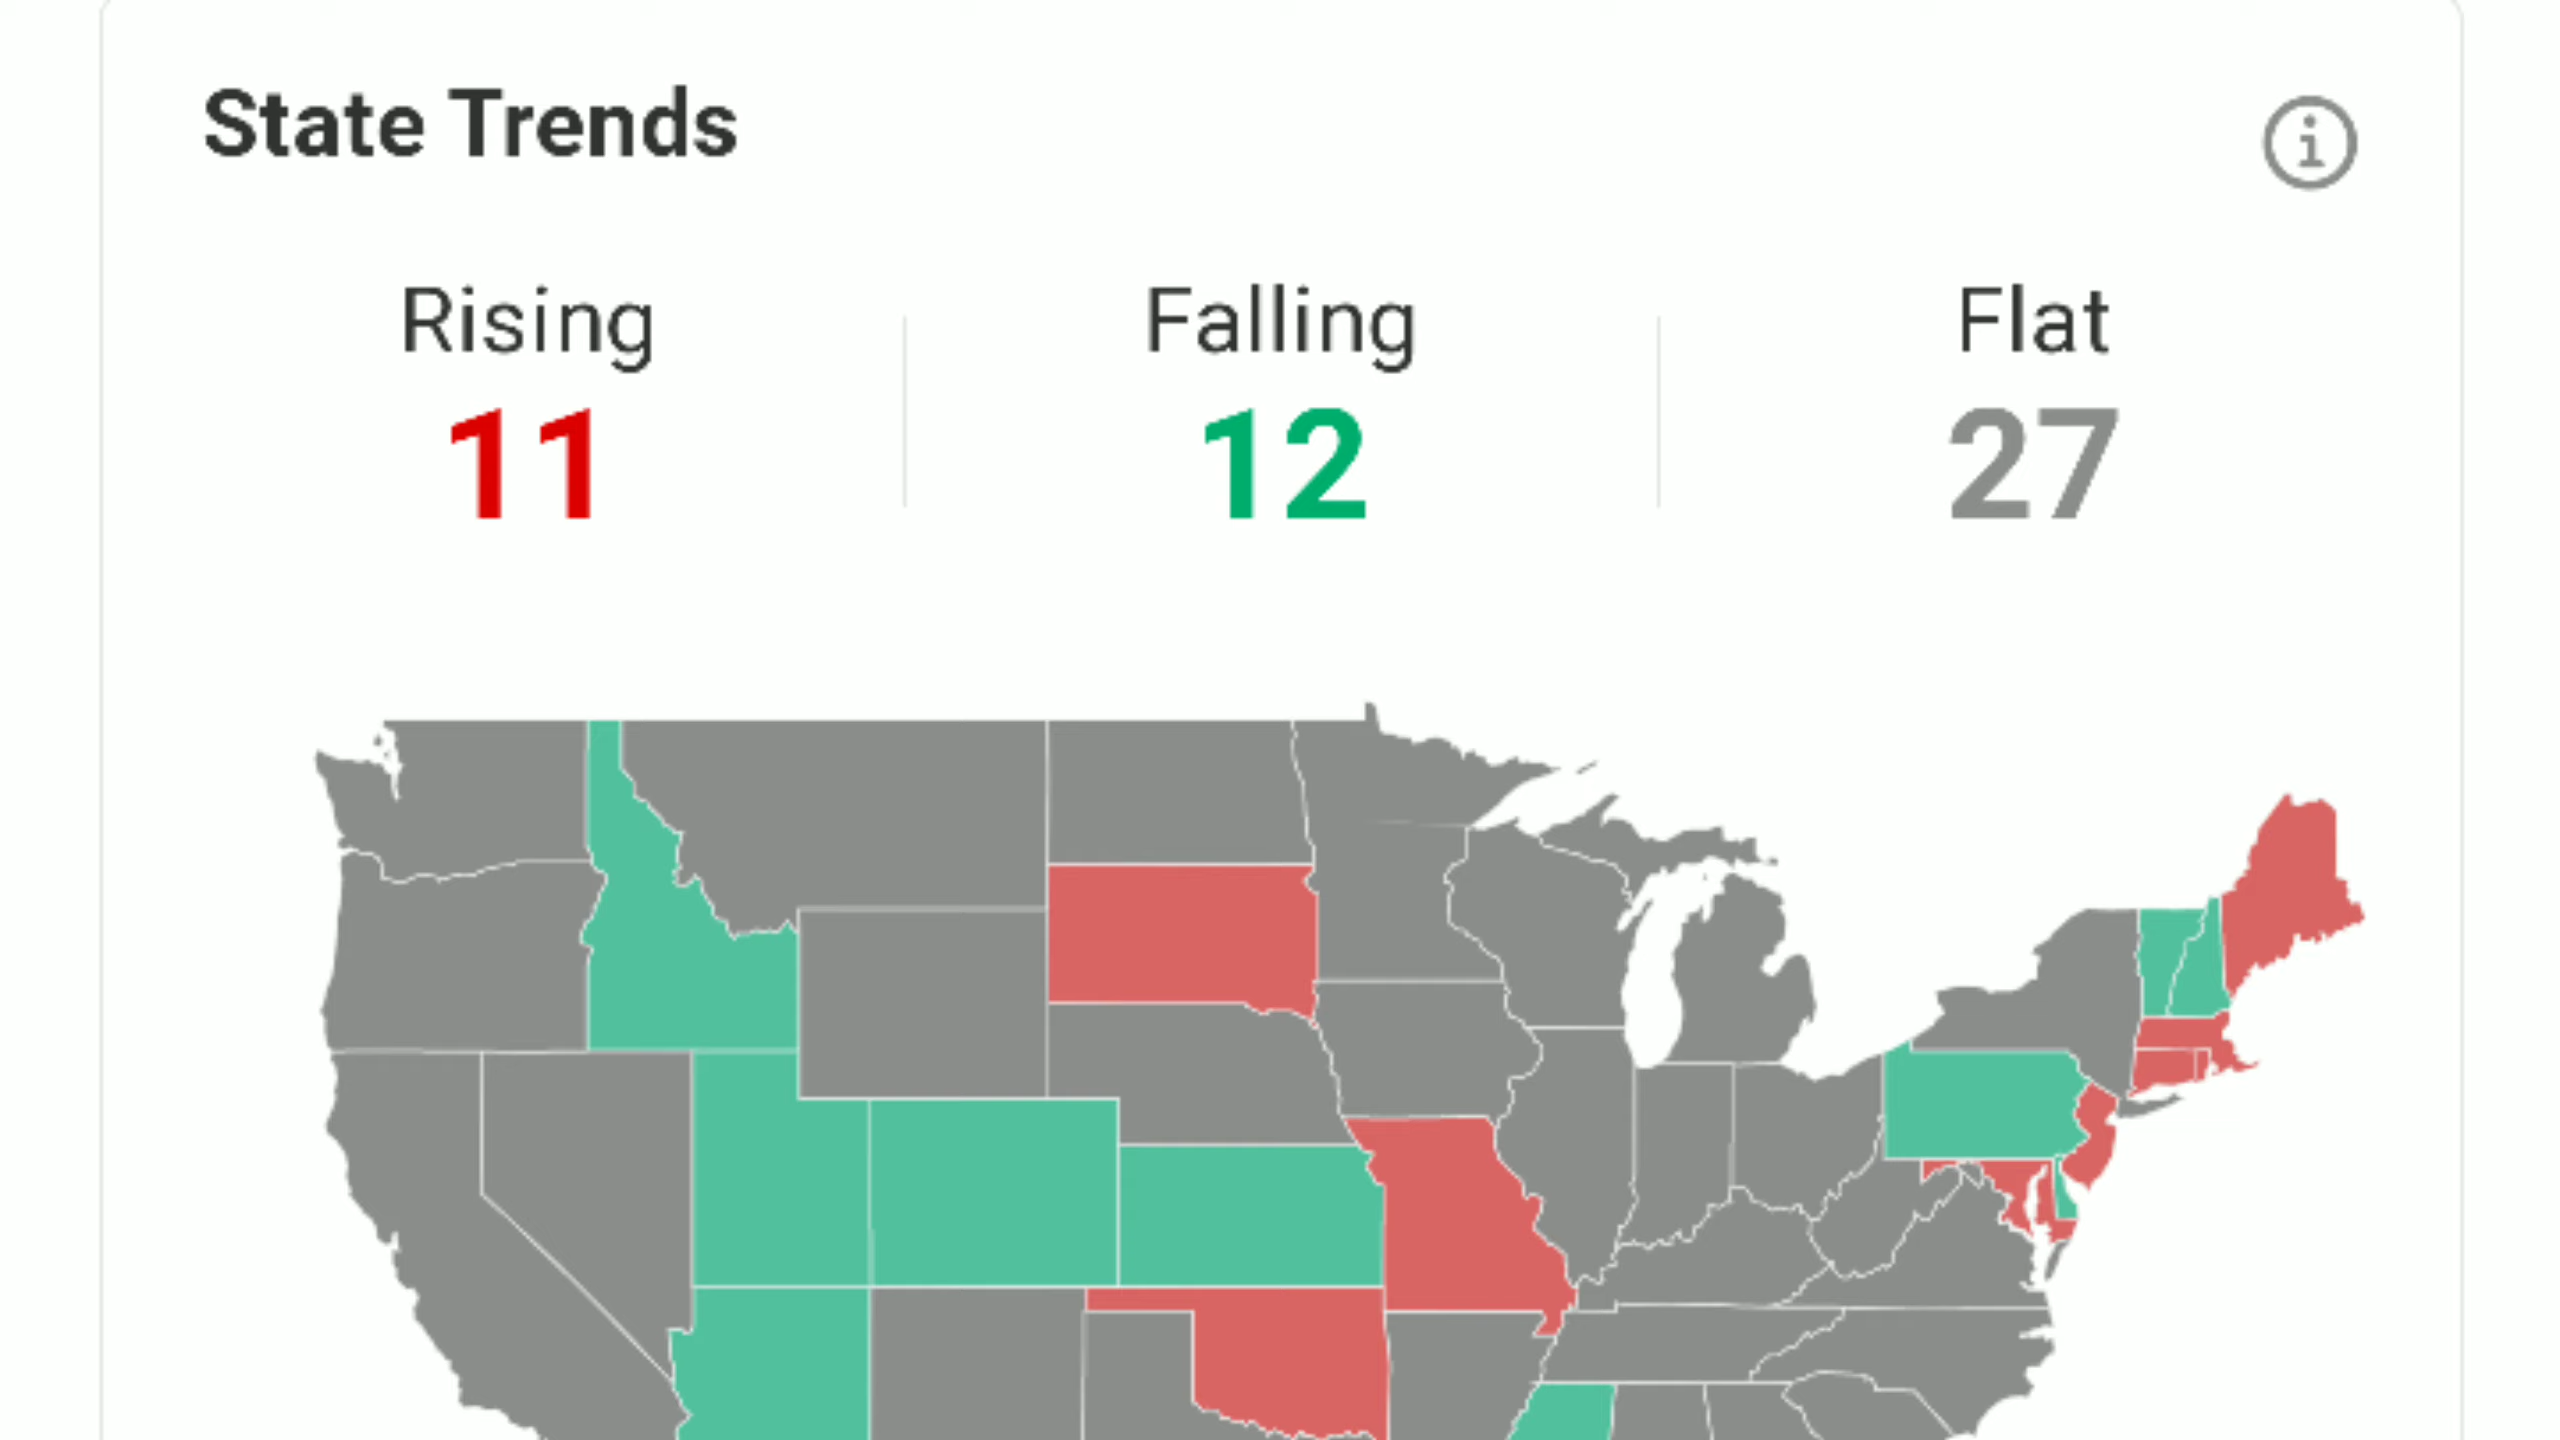 State Trends
Rising
Falling
Flat
11
12
27